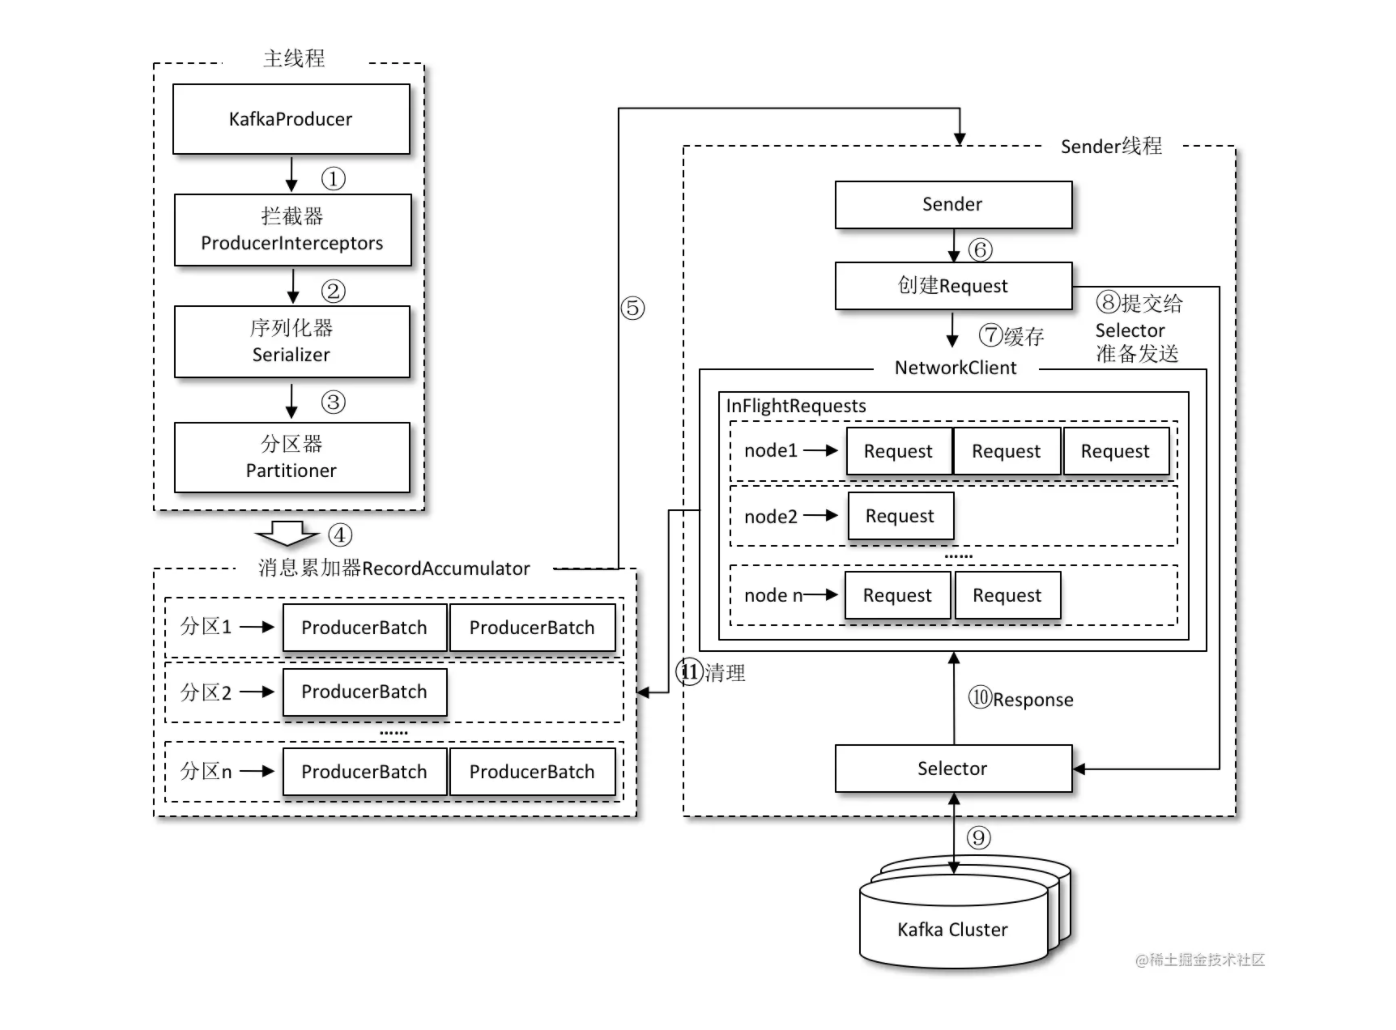 主线程
KafkaProducer
①
拦截器
ProducerInterceptors
②
序列化器
Serializer
③
分区器
Partitioner
④
消息累加器RecordAccumulator
分区1 ProducerBatch ProducerBatch
分区2 ProducerBatch
......
分区n ProducerBatch ProducerBatch
⑤
Sender线程
Sender
⑥
创建Request
⑦缓存
⑧提交给
Selector
准备发送
NetworkClient
InFlightRequests
node1 Request Request Request
node2 Request
......
node n Request Request
⑪清理
⑩Response
Selector
⑨
Kafka Cluster
@稀土掘金技术社区